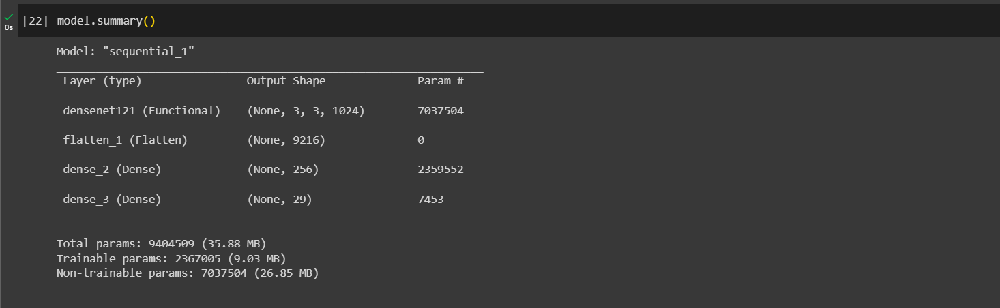 [22] model.summary()
0s
Model: "sequential_1"
_________________________________________________________________
Layer (type) Output Shape Param #
=================================================================
densenet121 (Functional) (None, 3, 3, 1024) 7037504
flatten_1 (Flatten) (None, 9216) 0
dense_2 (Dense) (None, 256) 2359552
dense_3 (Dense) (None, 29) 7453
=================================================================
Total params: 9404509 (35.88 MB)
Trainable params: 2367005 (9.03 MB)
Non-trainable params: 7037504 (26.85 MB)
_________________________________________________________________